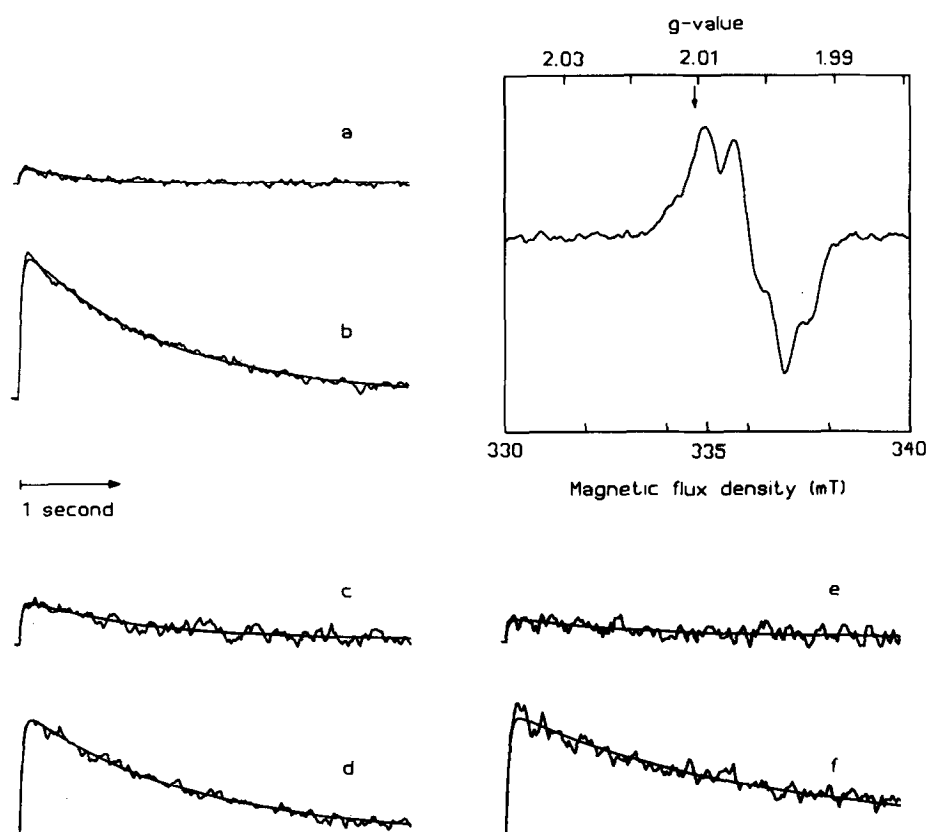 g-value
2.03 2.01 1.99
a
b
330 335 340
Magnetic flux density (mT)
1 second
c
e
d
f